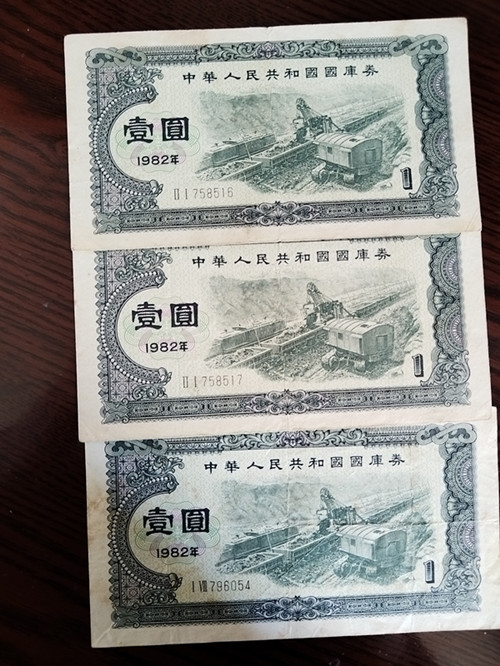 中華人民共和國國庫券
壹圓
1982年
II I 758516
中華人民共和國國庫券
壹圓
1982年
II I 758517
中華人民共和國國庫券
壹圓
1982年
I VIII 796054